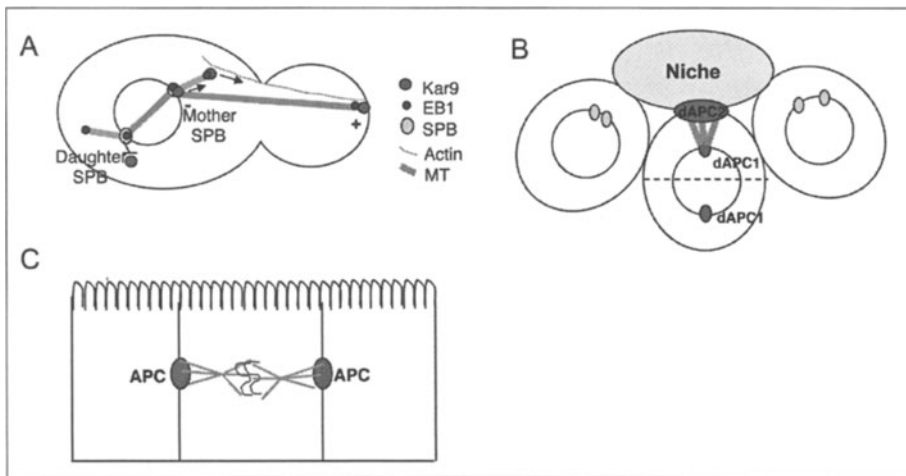 A
Mother
SPB
Daughter
SPB
-
+
Kar9
EB1
SPB
Actin
MT
B
Niche
dAPC2
dAPC1
dAPC1
C
APC
APC